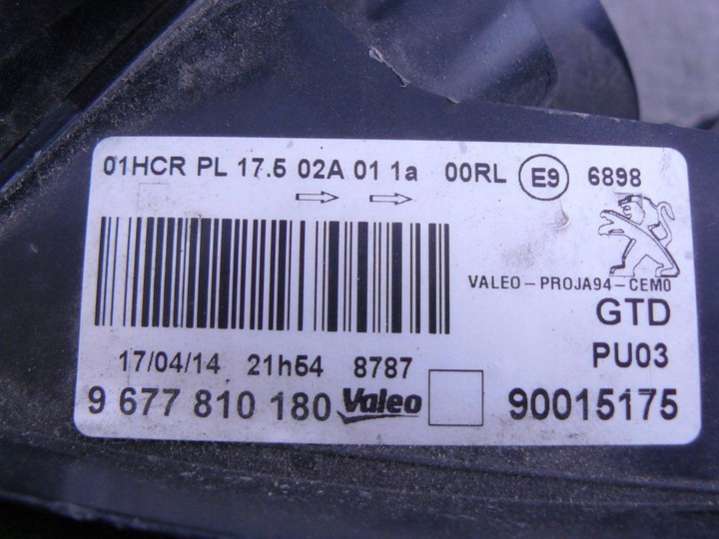 01HCR PL 17.5 02A 01 1a 00RL E9 6898
VALEO-PROJA94-CEM0
GTD
17/04/14 21h54 8787 PU03
9 677 810 180 Valeo 90015175